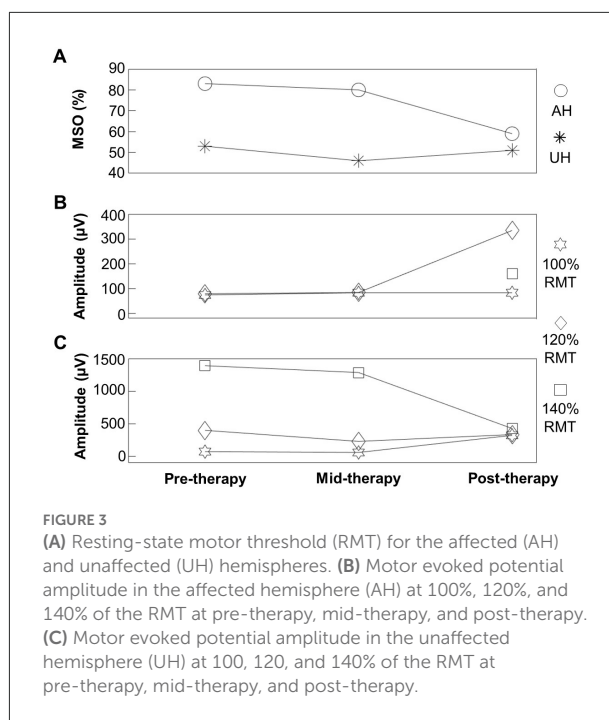 A
MSO (%)
90
80
70
60
50
40
AH
UH
B
Amplitude (µV)
400
300
200
100
0
100%
RMT
120%
RMT
140%
RMT
C
Amplitude (µV)
1500
1000
500
0
Pre-therapy Mid-therapy Post-therapy
FIGURE 3
(A) Resting-state motor threshold (RMT) for the affected (AH)
and unaffected (UH) hemispheres. (B) Motor evoked potential
amplitude in the affected hemisphere (AH) at 100%, 120%, and
140% of the RMT at pre-therapy, mid-therapy, and post-therapy.
(C) Motor evoked potential amplitude in the unaffected
hemisphere (UH) at 100, 120, and 140% of the RMT at
pre-therapy, mid-therapy, and post-therapy.